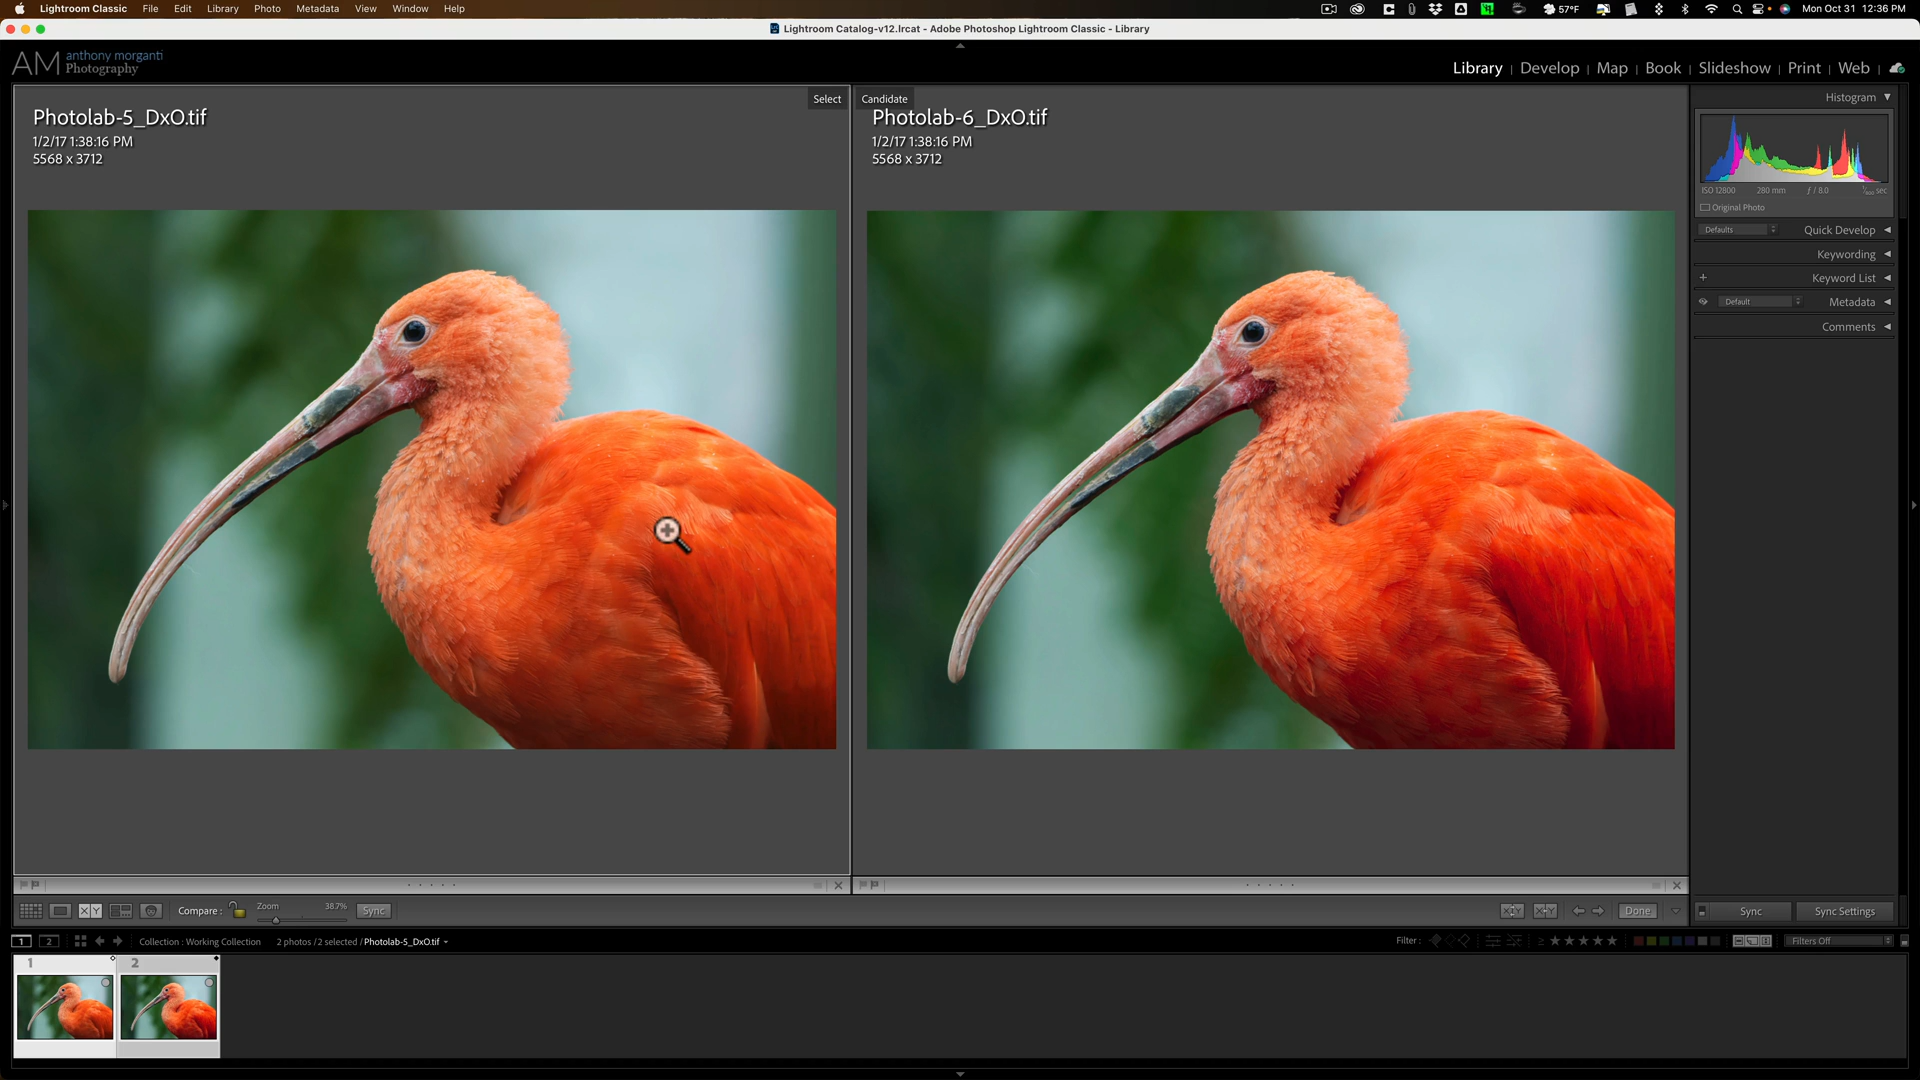 Lightroom Classic File Edit Library Photo Metadata View Window Help
57°F Mon Oct 31 12:36 PM
Lightroom Catalog-v12.lrcat - Adobe Photoshop Lightroom Classic - Library
AM anthony morganti
Photography
Library | Develop | Map | Book | Slideshow | Print | Web
Select
Photolab-5_DxO.tif
1/2/17 1:38:16 PM
5568 x 3712
Candidate
Photolab-6_DxO.tif
1/2/17 1:38:16 PM
5568 x 3712
Histogram
ISO 12800 280 mm ƒ / 8.0 sec
Original Photo
Defaults Quick Develop
Keywording
Keyword List
Default Metadata
Comments
X Y Compare : Zoom 38.7% Sync
Done
Sync Sync Settings
1 2 Collection : Working Collection 2 photos / 2 selected / Photolab-5_DxO.tif
Filter : Filters Off
1 2